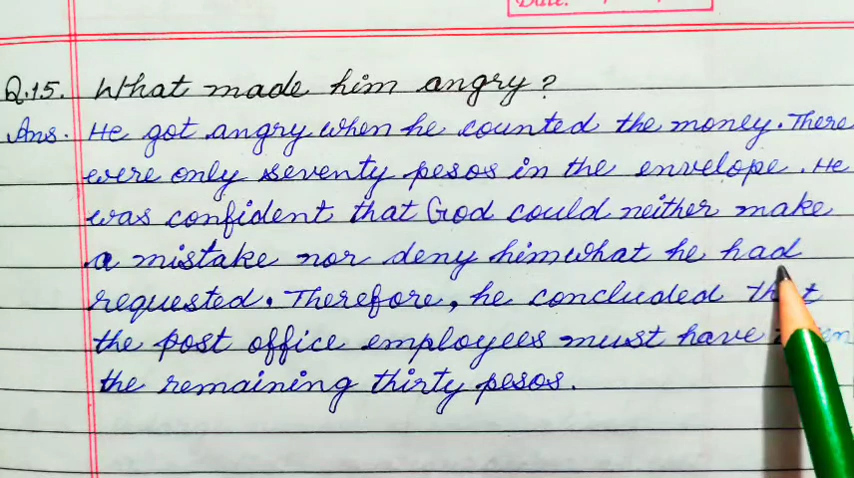 Date:
Q.15. What made him angry?
Ans. He got angry when he counted the money. There
were only seventy pesos in the envelope. He
was confident that God could neither make
a mistake nor deny him what he had
requested. Therefore, he concluded that
the post office employees must have
the remaining thirty pesos.